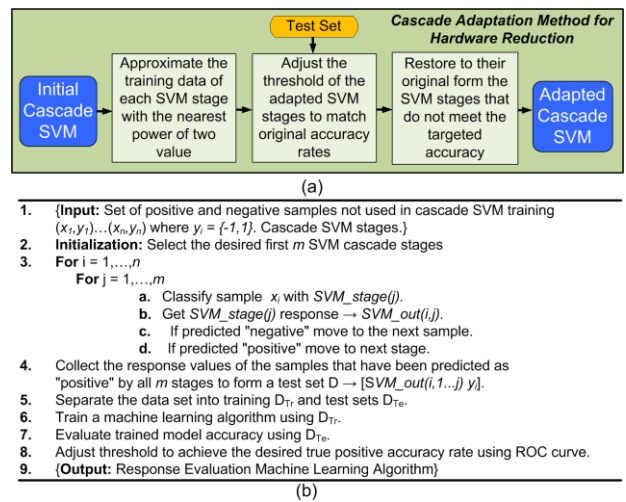 Cascade Adaptation Method for
Hardware Reduction
Test Set
Initial
Cascade
SVM
Approximate the
training data of
each SVM stage
with the nearest
power of two
value
Adjust the
threshold of the
adapted SVM
stages to match
original accuracy
rates
Restore to their
original form the
SVM stages that
do not meet the
targeted
accuracy
Adapted
Cascade
SVM
(a)
1. {Input: Set of positive and negative samples not used in cascade SVM training
(x1,y1)…(xn,yn) where yi = {-1,1}. Cascade SVM stages.}
2. Initialization: Select the desired first m SVM cascade stages
3. For i = 1,…,n
For j = 1,…,m
a. Classify sample xi with SVM_stage(j).
b. Get SVM_stage(j) response → SVM_out(i,j).
c. If predicted "negative" move to the next sample.
d. If predicted "positive" move to next stage.
4. Collect the response values of the samples that have been predicted as
"positive" by all m stages to form a test set D → [SVM_out(i,1...j) yi].
5. Separate the data set into training DTr and test sets DTe.
6. Train a machine learning algorithm using DTr.
7. Evaluate trained model accuracy using DTe.
8. Adjust threshold to achieve the desired true positive accuracy rate using ROC curve.
9. {Output: Response Evaluation Machine Learning Algorithm}
(b)